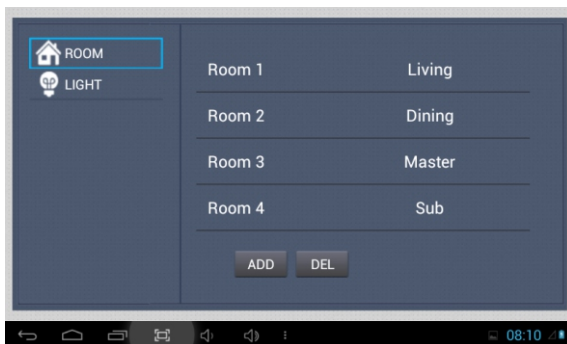 ROOM
LIGHT
Room 1 Living
Room 2 Dining
Room 3 Master
Room 4 Sub
ADD DEL
08:10